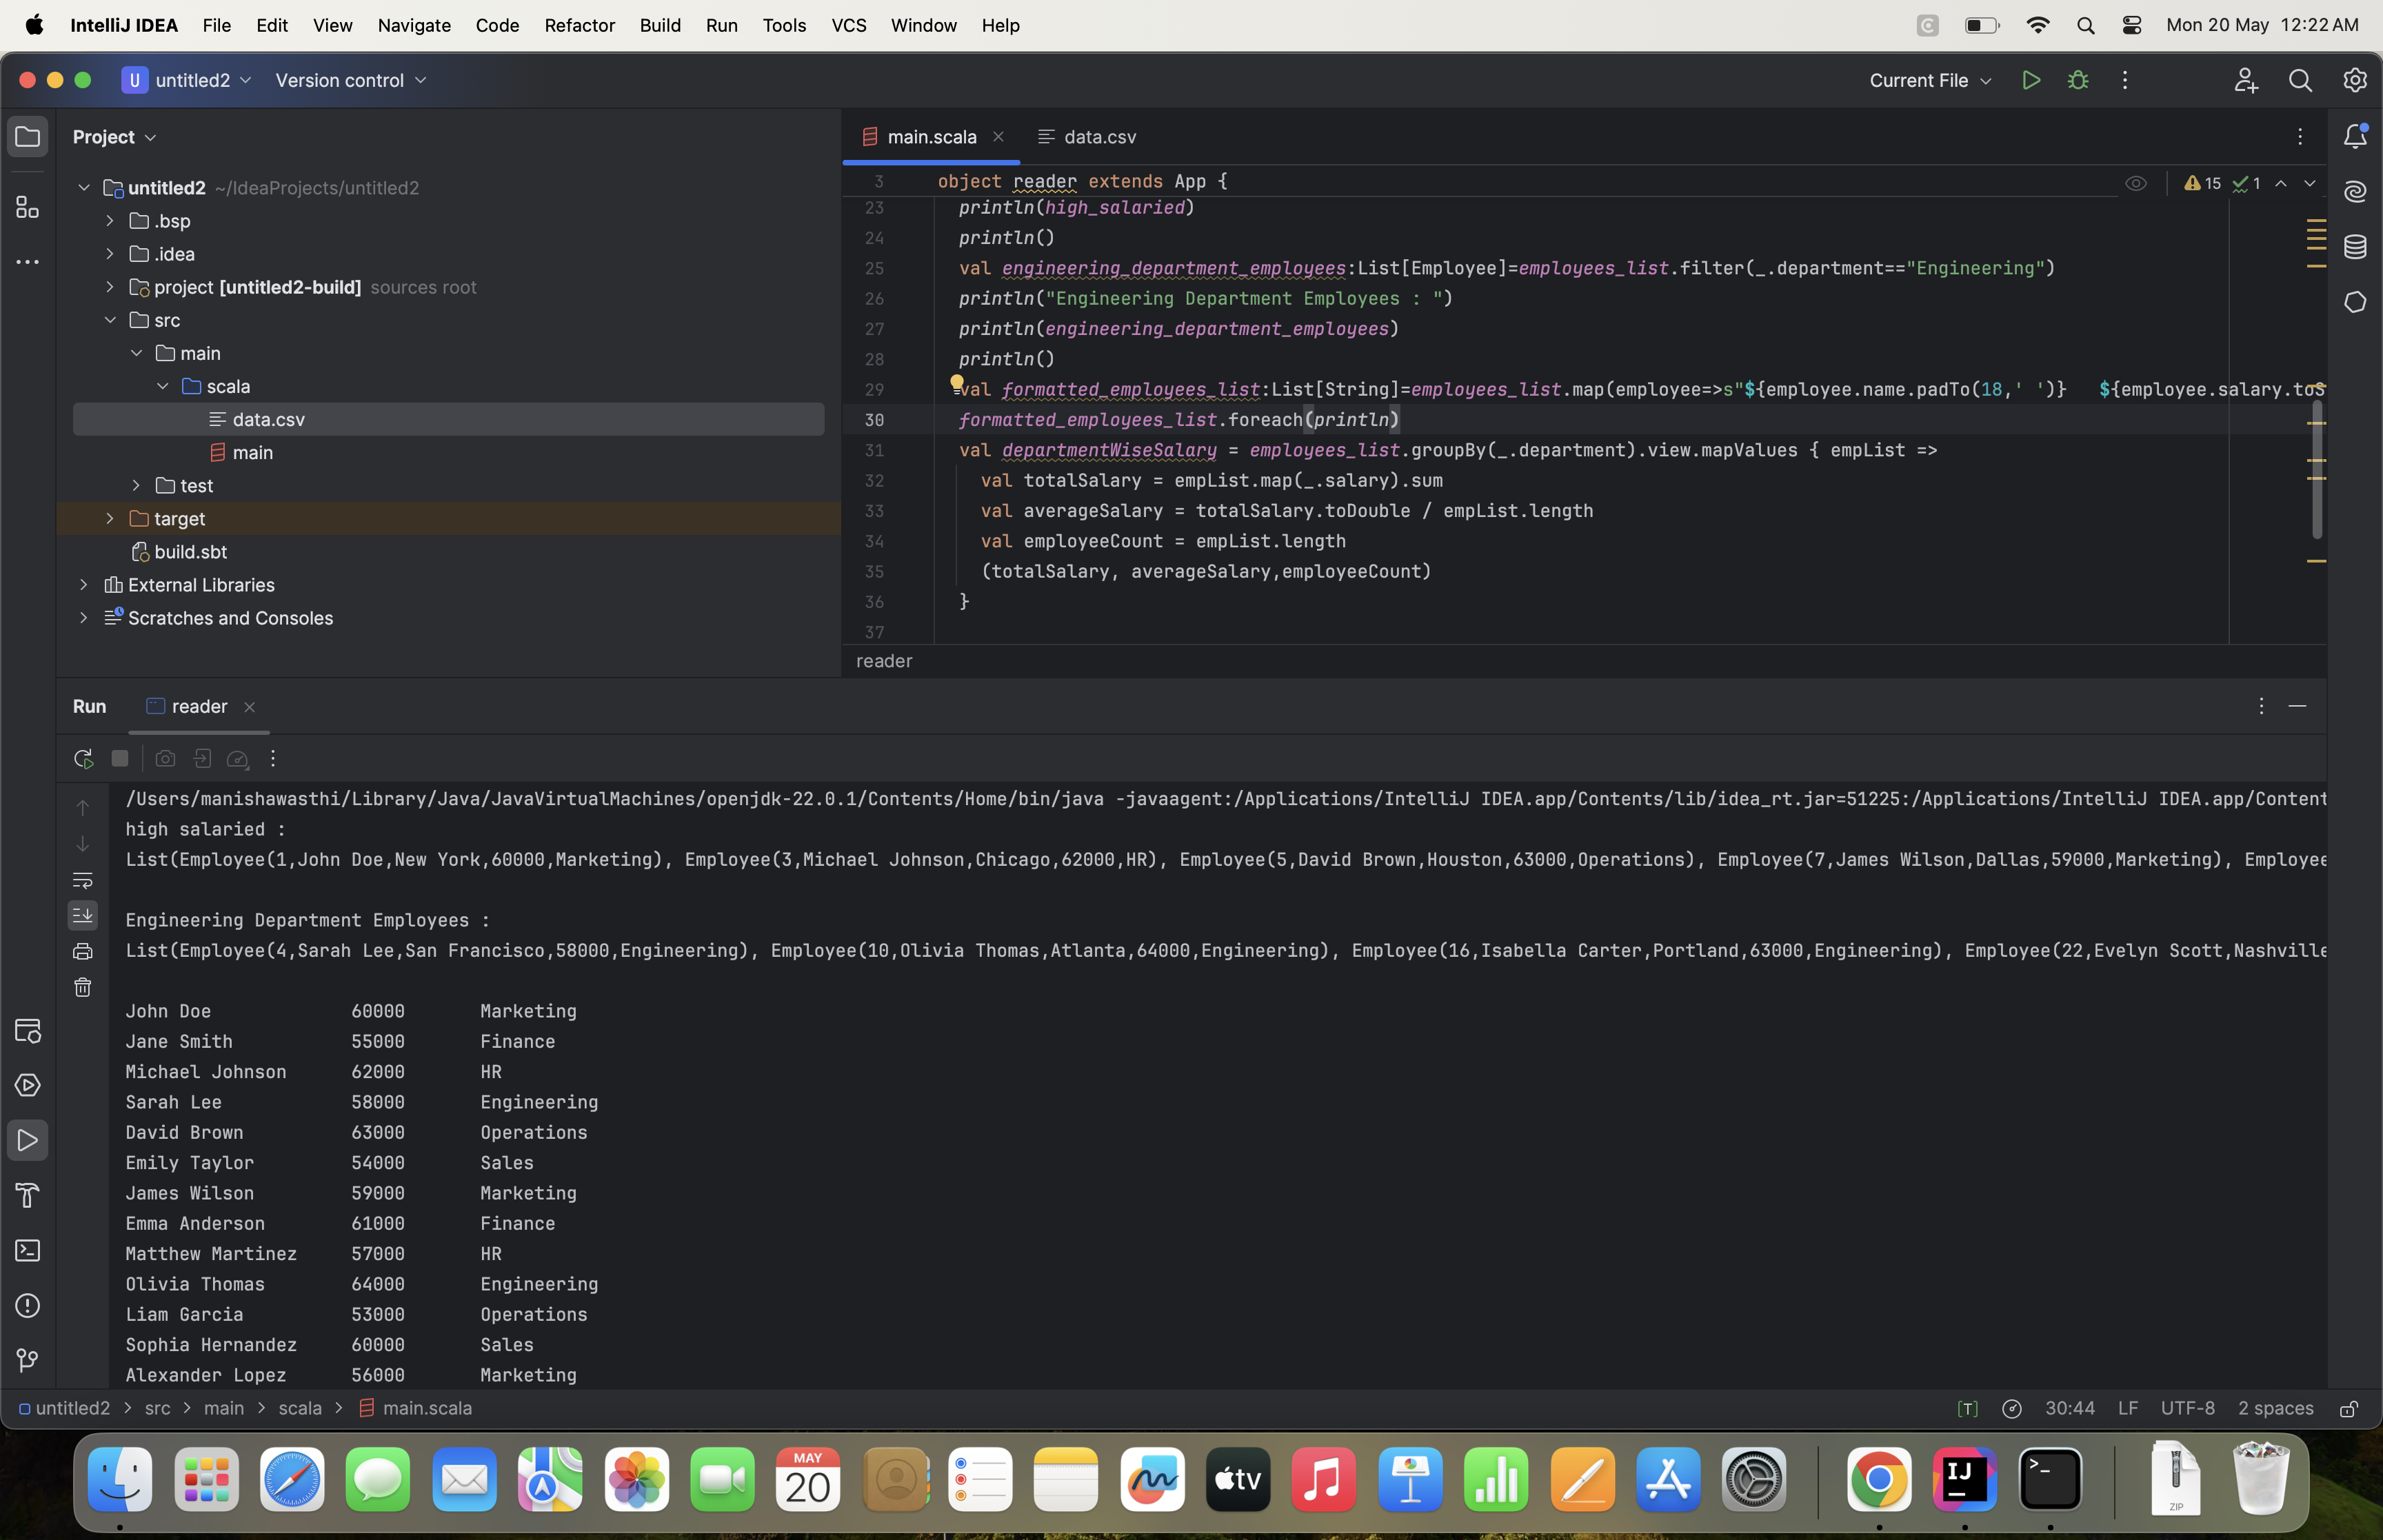 IntelliJ IDEA File Edit View Navigate Code Refactor Build Run Tools VCS Window Help Mon 20 May 12:22 AM
U untitled2 Version control Current File
Project
untitled2 ~/IdeaProjects/untitled2
.bsp
.idea
project [untitled2-build] sources root
src
main
scala
data.csv
main
test
target
build.sbt
External Libraries
Scratches and Consoles
main.scala data.csv
3 object reader extends App { 15 1
23 println(high_salaried)
24 println()
25 val engineering_department_employees:List[Employee]=employees_list.filter(_.department=="Engineering")
26 println("Engineering Department Employees : ")
27 println(engineering_department_employees)
28 println()
29 val formatted_employees_list:List[String]=employees_list.map(employee=>s"${employee.name.padTo(18,' ')}   ${employee.salary.toS
30 formatted_employees_list.foreach(println)
31 val departmentWiseSalary = employees_list.groupBy(_.department).view.mapValues { empList =>
32 val totalSalary = empList.map(_.salary).sum
33 val averageSalary = totalSalary.toDouble / empList.length
34 val employeeCount = empList.length
35 (totalSalary, averageSalary,employeeCount)
36 }
37
reader
Run reader
/Users/manishawasthi/Library/Java/JavaVirtualMachines/openjdk-22.0.1/Contents/Home/bin/java -javaagent:/Applications/IntelliJ IDEA.app/Contents/lib/idea_rt.jar=51225:/Applications/IntelliJ IDEA.app/Content
high salaried :
List(Employee(1,John Doe,New York,60000,Marketing), Employee(3,Michael Johnson,Chicago,62000,HR), Employee(5,David Brown,Houston,63000,Operations), Employee(7,James Wilson,Dallas,59000,Marketing), Employee
Engineering Department Employees :
List(Employee(4,Sarah Lee,San Francisco,58000,Engineering), Employee(10,Olivia Thomas,Atlanta,64000,Engineering), Employee(16,Isabella Carter,Portland,63000,Engineering), Employee(22,Evelyn Scott,Nashville
John Doe 60000 Marketing
Jane Smith 55000 Finance
Michael Johnson 62000 HR
Sarah Lee 58000 Engineering
David Brown 63000 Operations
Emily Taylor 54000 Sales
James Wilson 59000 Marketing
Emma Anderson 61000 Finance
Matthew Martinez 57000 HR
Olivia Thomas 64000 Engineering
Liam Garcia 53000 Operations
Sophia Hernandez 60000 Sales
Alexander Lopez 56000 Marketing
untitled2 > src > main > scala > main.scala [T] 30:44 LF UTF-8 2 spaces
MAY
20
tv
IJ
>_
ZIP